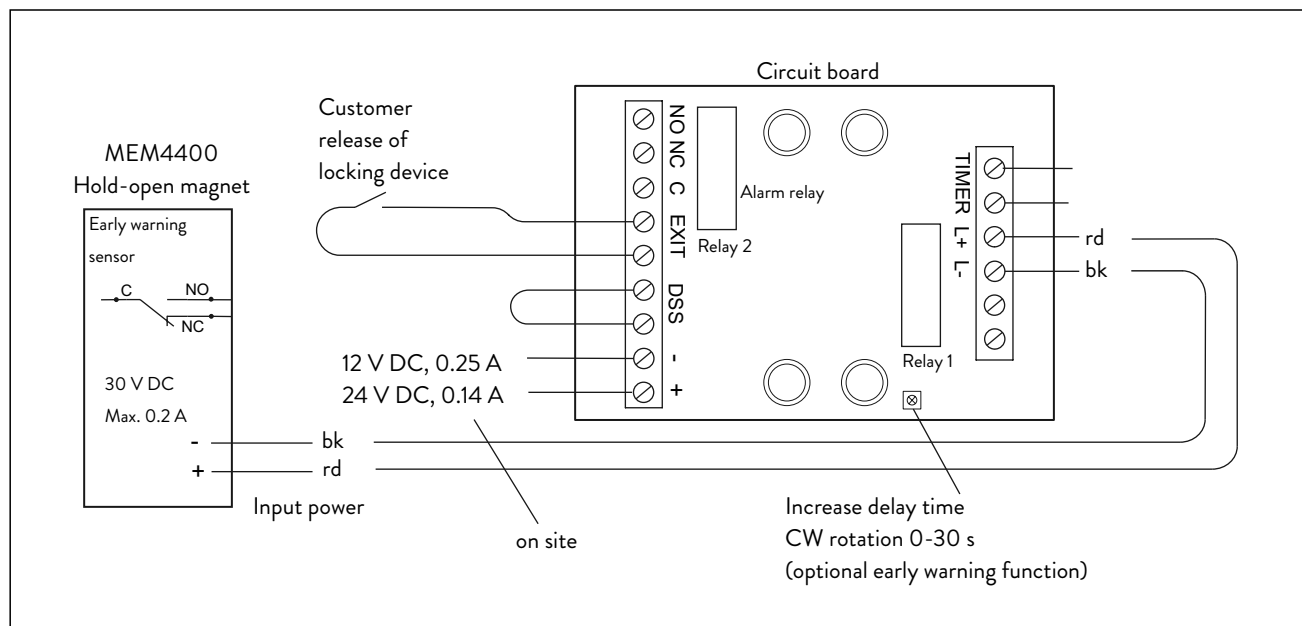 Circuit board
Customer
release of
locking device
MEM4400
Hold-open magnet
Early warning
sensor
C
NO
NC
30 V DC
Max. 0.2 A
-
+
bk
rd
Input power
NO
NC
C
EXIT
DSS
-
+
Alarm relay
Relay 2
Relay 1
TIMER
L+
L-
rd
bk
12 V DC, 0.25 A
24 V DC, 0.14 A
on site
Increase delay time
CW rotation 0-30 s
(optional early warning function)